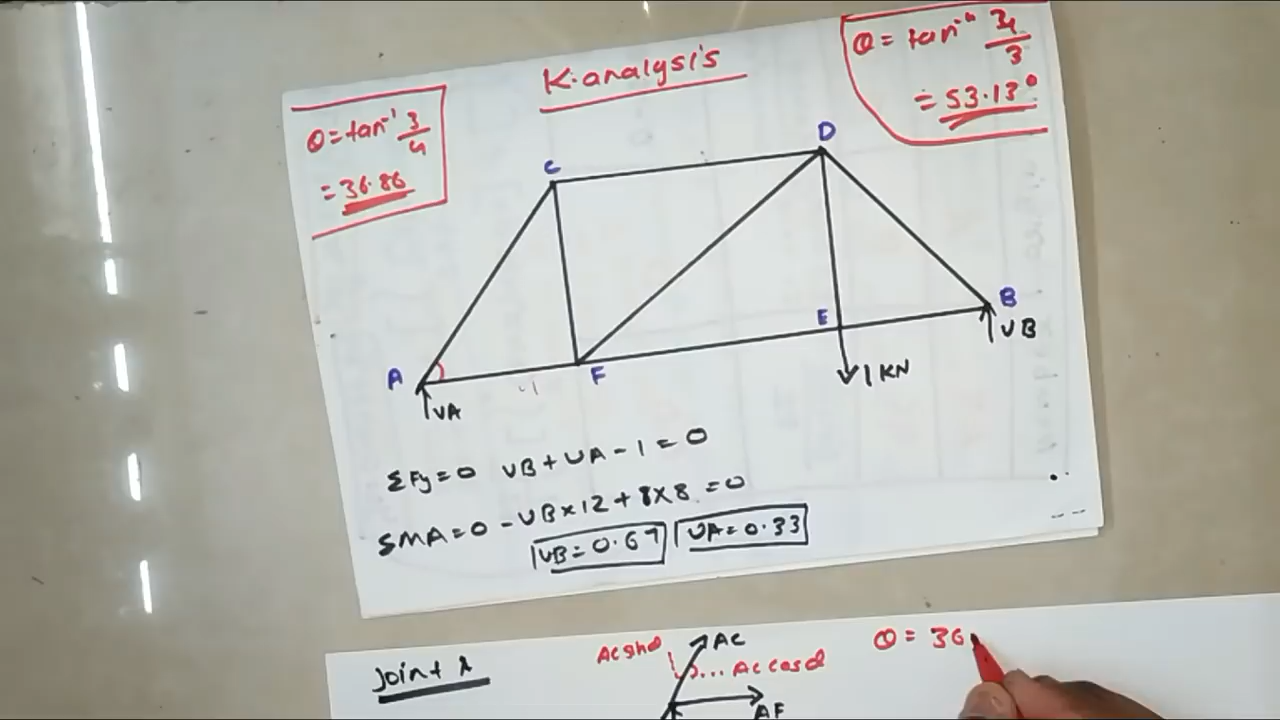 K-analysis
θ = tan⁻¹ 3/4
= 36.86
θ = tan⁻¹ 4/3
= 53.13°
C
D
A
F
E
B
VA
VB
1 KN
ΣFy = 0 VB + VA - 1 = 0
ΣMA = 0 - VB × 12 + 8 × 8 = 0
VB = 0.67 VA = 0.33
Joint A
AC sinθ
AC
AC cosθ
AF
θ = 36